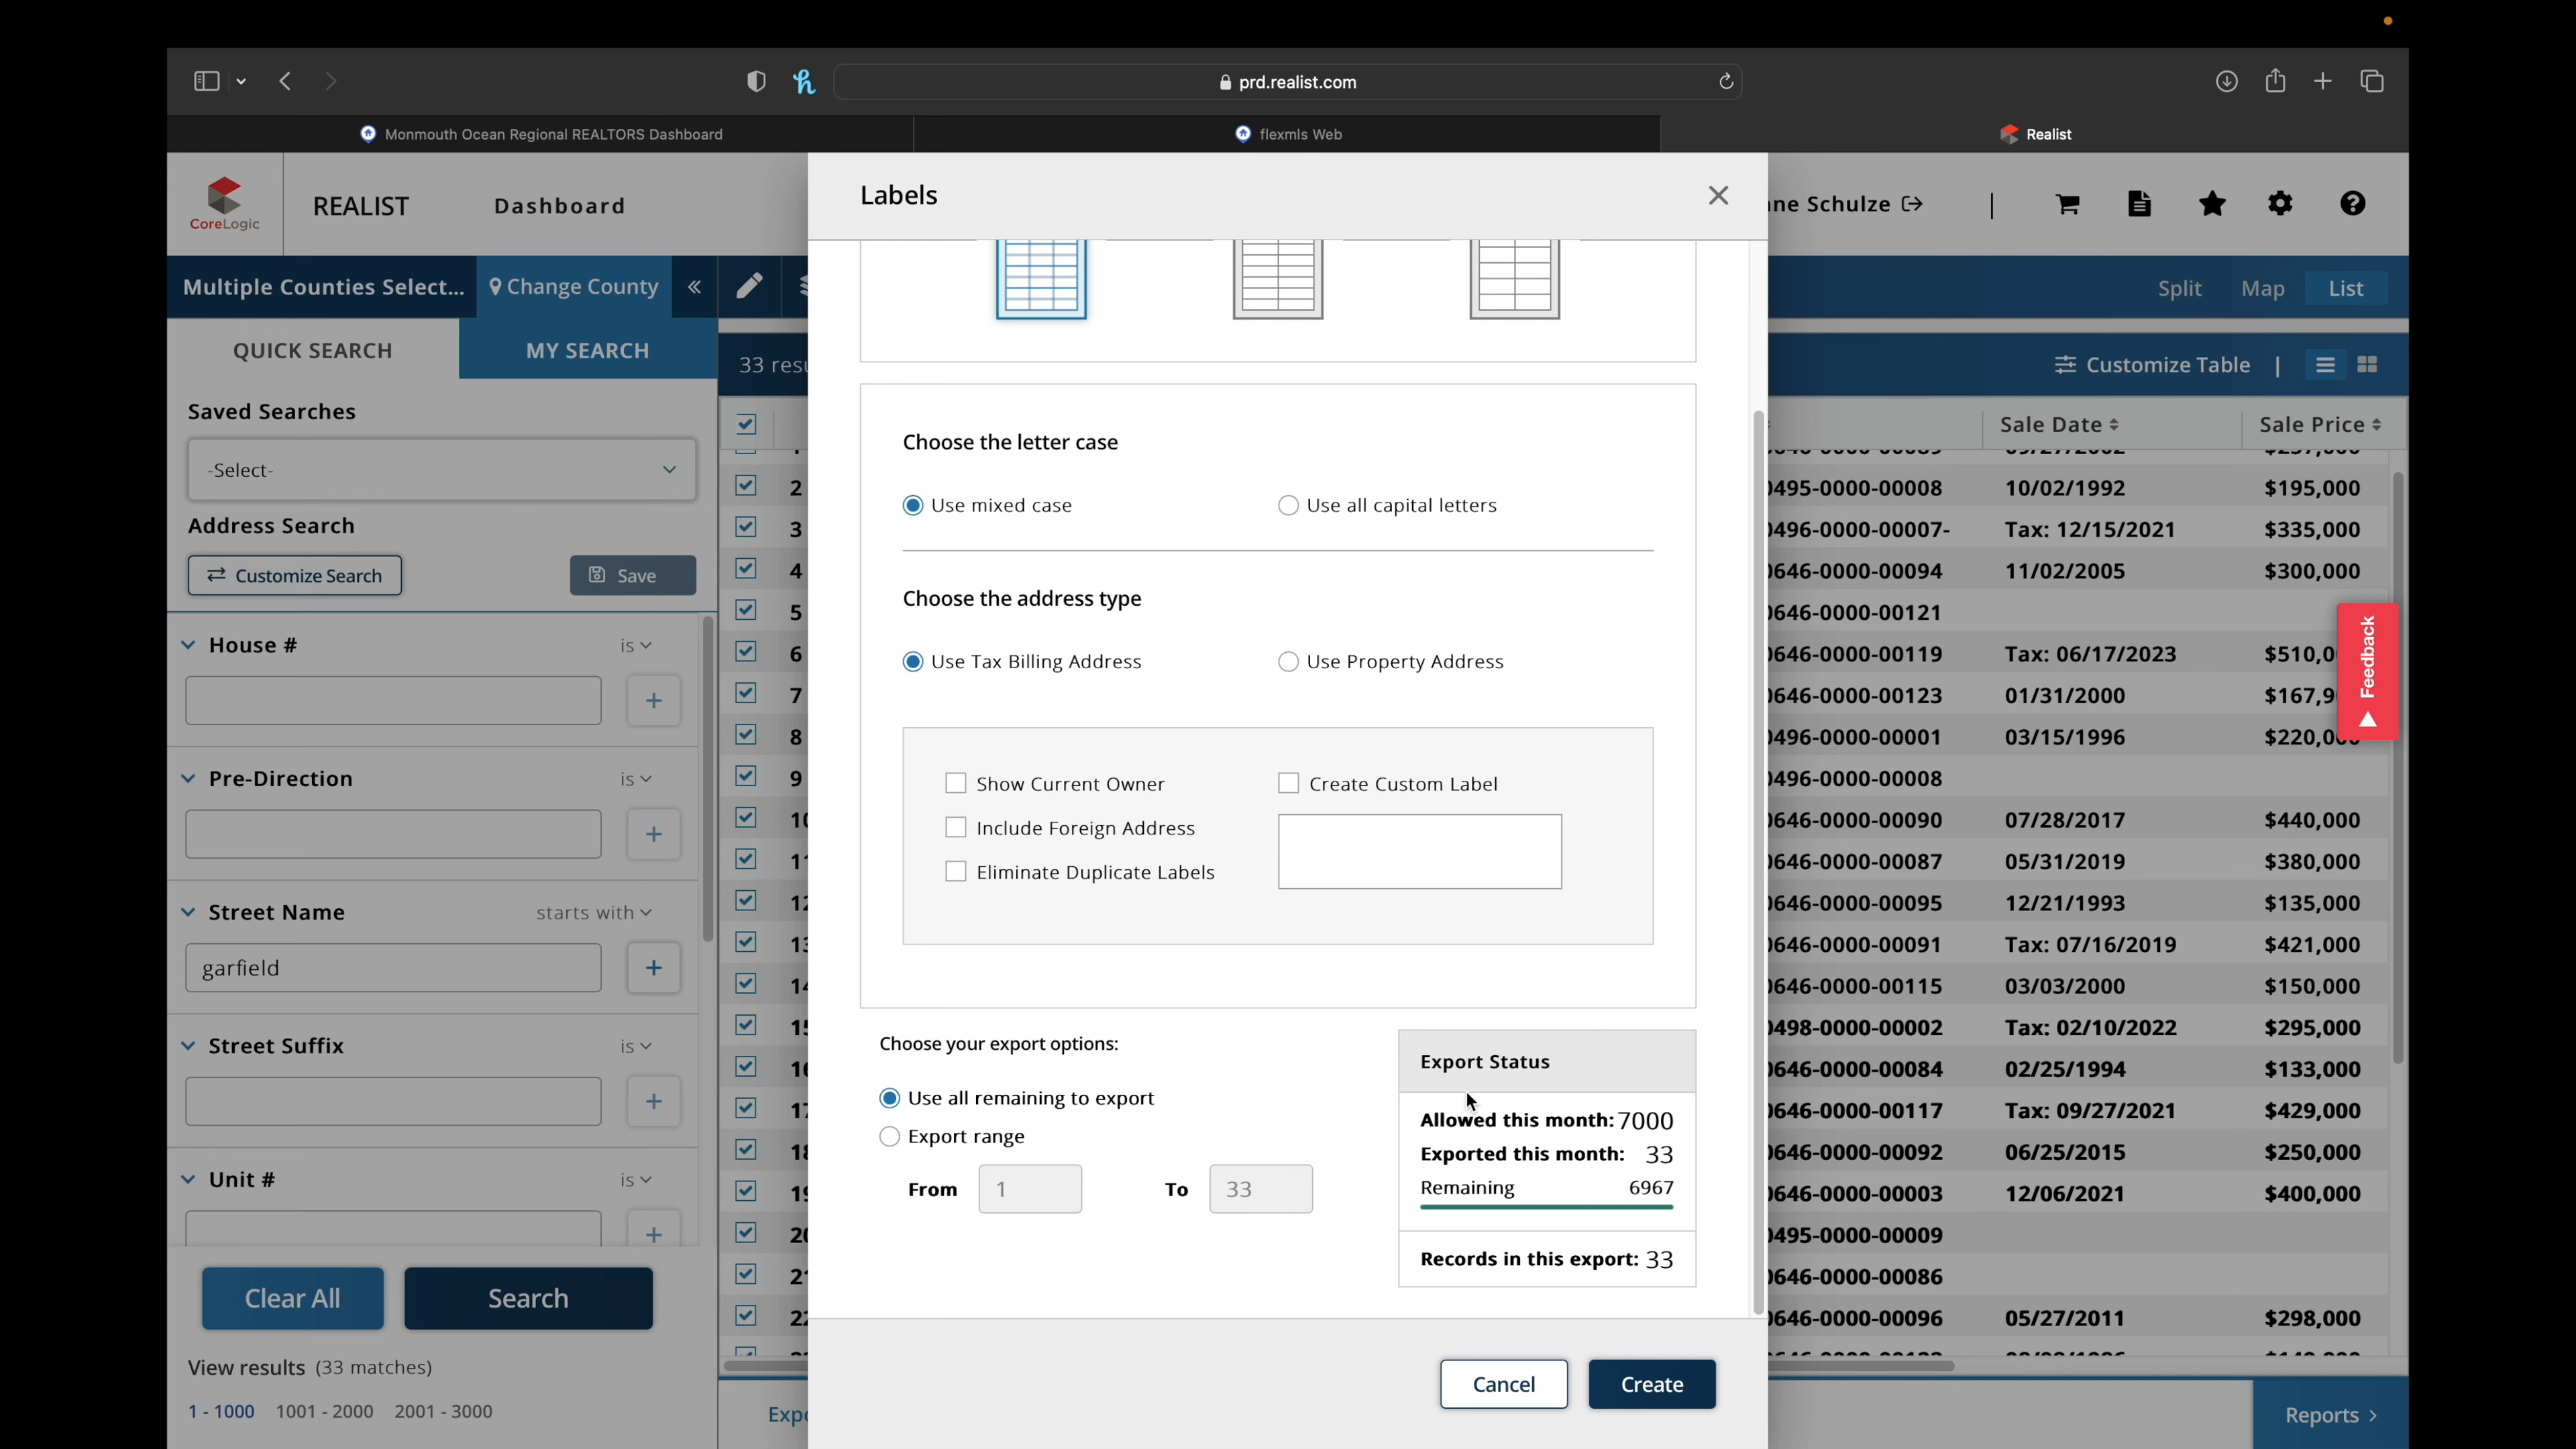 prd.realist.com
Monmouth Ocean Regional REALTORS Dashboard
flexmls Web
Realist
CoreLogic
REALIST
Dashboard
Labels
Schulze
Multiple Counties Select...
Change County
Split
Map
List
QUICK SEARCH
MY SEARCH
33
Customize Table
Saved Searches
-Select-
Address Search
Customize Search
Save
House #
is
Pre-Direction
is
Street Name
starts with
garfield
Street Suffix
is
Unit #
is
Clear All
Search
View results (33 matches)
1 - 1000
1001 - 2000
2001 - 3000
2
3
4
5
6
7
8
9
Choose the letter case
Use mixed case
Use all capital letters
Choose the address type
Use Tax Billing Address
Use Property Address
Show Current Owner
Create Custom Label
Include Foreign Address
Eliminate Duplicate Labels
Choose your export options:
Use all remaining to export
Export range
From
1
To
33
Export Status
Allowed this month: 7000
Exported this month: 33
Remaining 6967
Records in this export: 33
Cancel
Create
Sale Date
Sale Price
0495-0000-00008 10/02/1992 $195,000
0496-0000-00007- Tax: 12/15/2021 $335,000
0646-0000-00094 11/02/2005 $300,000
0646-0000-00121
0646-0000-00119 Tax: 06/17/2023 $510,0
0646-0000-00123 01/31/2000 $167,9
0496-0000-00001 03/15/1996 $220,0
0496-0000-00008
0646-0000-00090 07/28/2017 $440,000
0646-0000-00087 05/31/2019 $380,000
0646-0000-00095 12/21/1993 $135,000
0646-0000-00091 Tax: 07/16/2019 $421,000
0646-0000-00115 03/03/2000 $150,000
0498-0000-00002 Tax: 02/10/2022 $295,000
0646-0000-00084 02/25/1994 $133,000
0646-0000-00117 Tax: 09/27/2021 $429,000
0646-0000-00092 06/25/2015 $250,000
0646-0000-00003 12/06/2021 $400,000
0495-0000-00009
0646-0000-00086
0646-0000-00096 05/27/2011 $298,000
Feedback
Reports